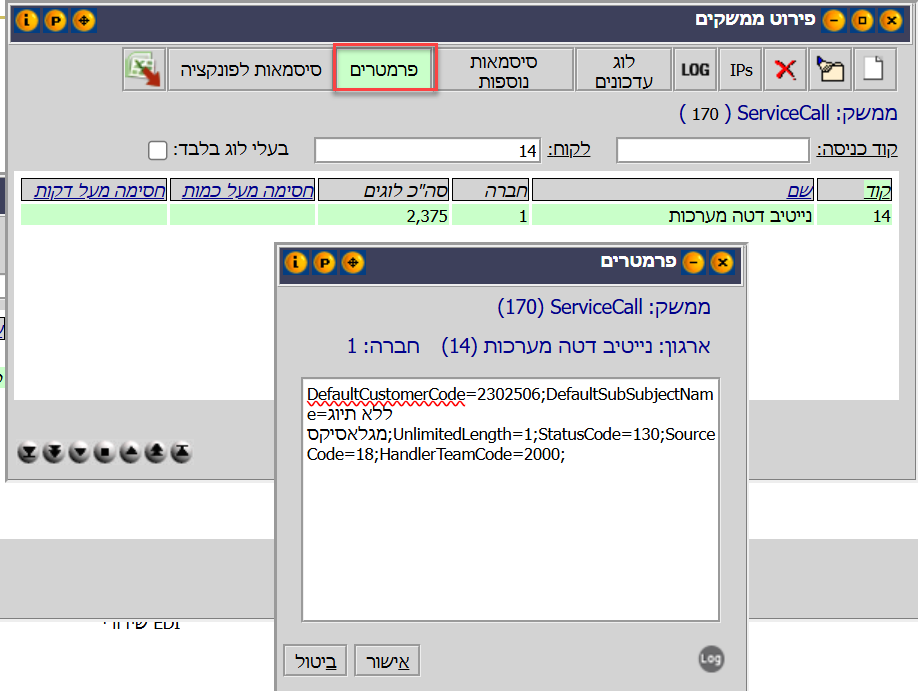 פירוט ממשקים
סיסמאות לפונקציה
פרמטרים
סיסמאות נוספות
לוג עדכונים
LOG
IPs
ממשק: ServiceCall ( 170 )
קוד כניסה:
לקוח: 14
בעלי לוג בלבד:
קוד שם חברה סה"כ לוגים חסימה מעל כמות חסימה מעל דקות
14 נייטיב דטה מערכות 1 2,375
פרמטרים
ממשק: ServiceCall (170)
ארגון: נייטיב דטה מערכות (14) חברה: 1
DefaultCustomerCode=2302506;DefaultSubSubjectNam
e=ללא תיוג
מגלאסיקס;UnlimitedLength=1;StatusCode=130;Source
Code=18;HandlerTeamCode=2000;
אישור
ביטול
Log
EDI